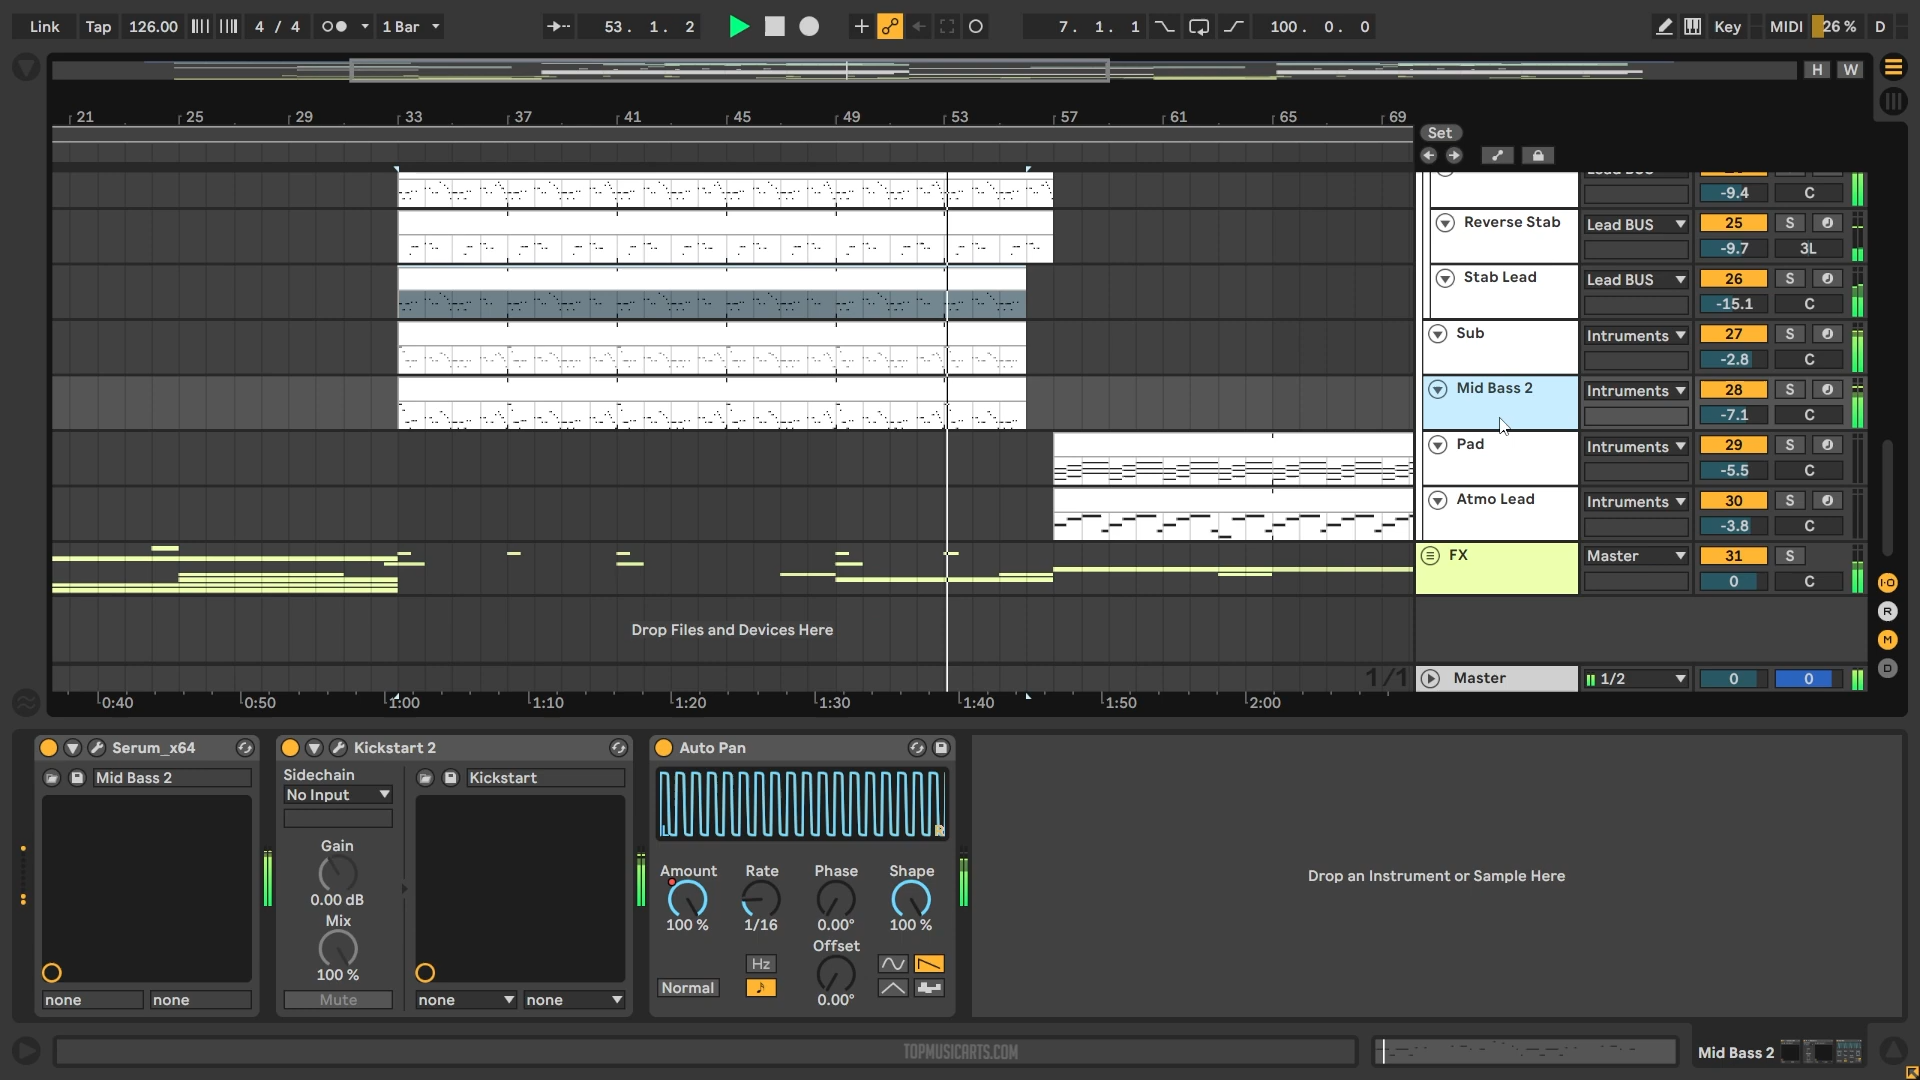 Link Tap 126.00 4 / 4 1 Bar 53. 1. 2 7. 1. 1 100. 0. 0 Key MIDI 26 % D
H W
21 25 29 33 37 41 45 49 53 57 61 65 69
Set
Lead BUS
-9.4 C
Reverse Stab Lead BUS 25 S
-9.7 3L
Stab Lead Lead BUS 26 S
-15.1 C
Sub Intruments 27 S
-2.8 C
Mid Bass 2 Intruments 28 S
-7.1 C
Pad Intruments 29 S
-5.5 C
Atmo Lead Intruments 30 S
-3.8 C
FX Master 31 S
0 C
I·O
R
M
D
Drop Files and Devices Here
1/1 Master 1/2 0 0
0:40 0:50 1:00 1:10 1:20 1:30 1:40 1:50 2:00
Serum_x64 Kickstart 2 Auto Pan
Mid Bass 2 Sidechain Kickstart
No Input
L R
Gain
0.00 dB
Mix
100 %
Mute
Amount Rate Phase Shape
100 % 1/16 0.00° 100 %
Offset
Hz
Normal
0.00°
none none none none
Drop an Instrument or Sample Here
TOPMUSICARTS.COM
Mid Bass 2